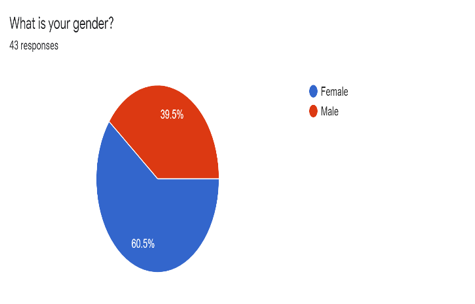 What is your gender?
43 responses
Female
Male
39.5%
60.5%